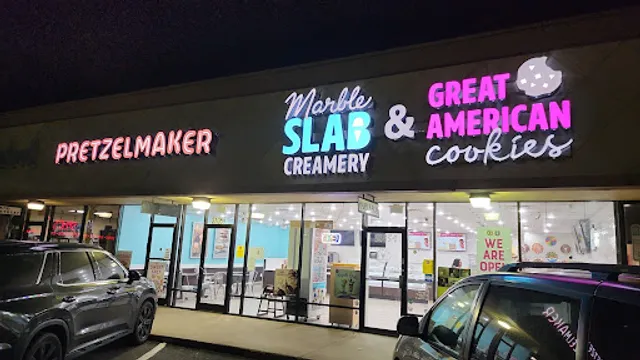 PRETZELMAKER
Marble
SLAB
CREAMERY
&
GREAT
AMERICAN
cookies
WE
ARE
OPEN